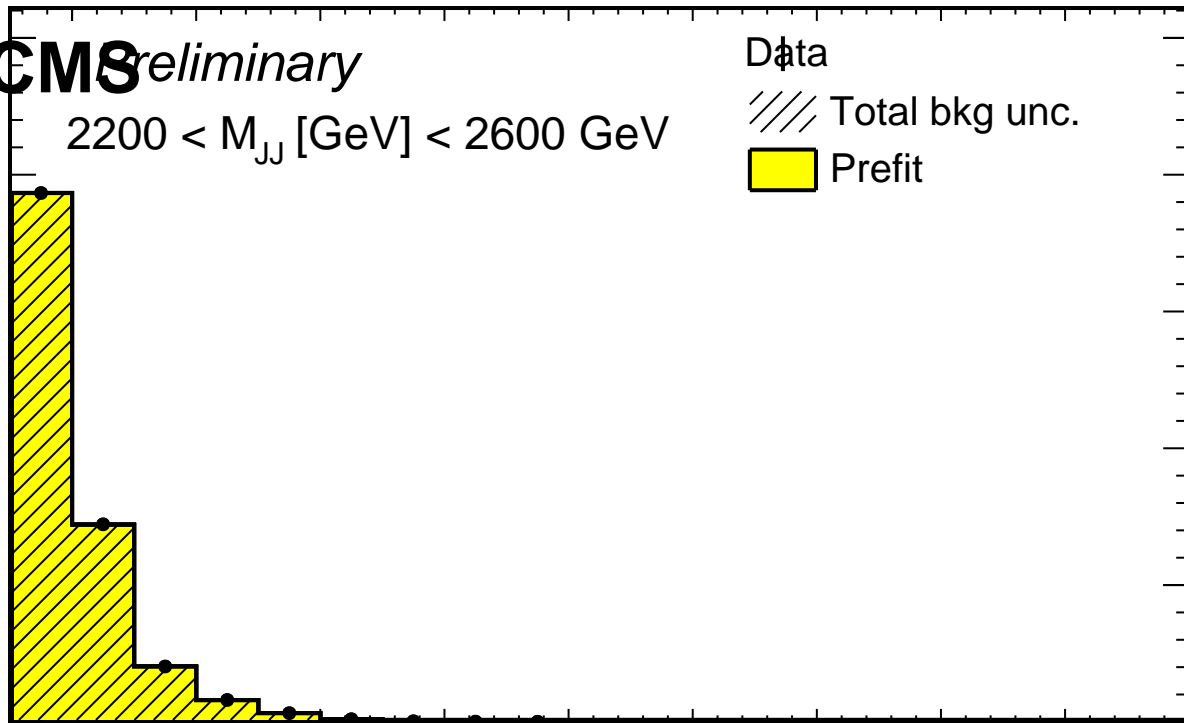 CMS Preliminary
2200 < M_JJ [GeV] < 2600 GeV
Data
Total bkg unc.
Prefit